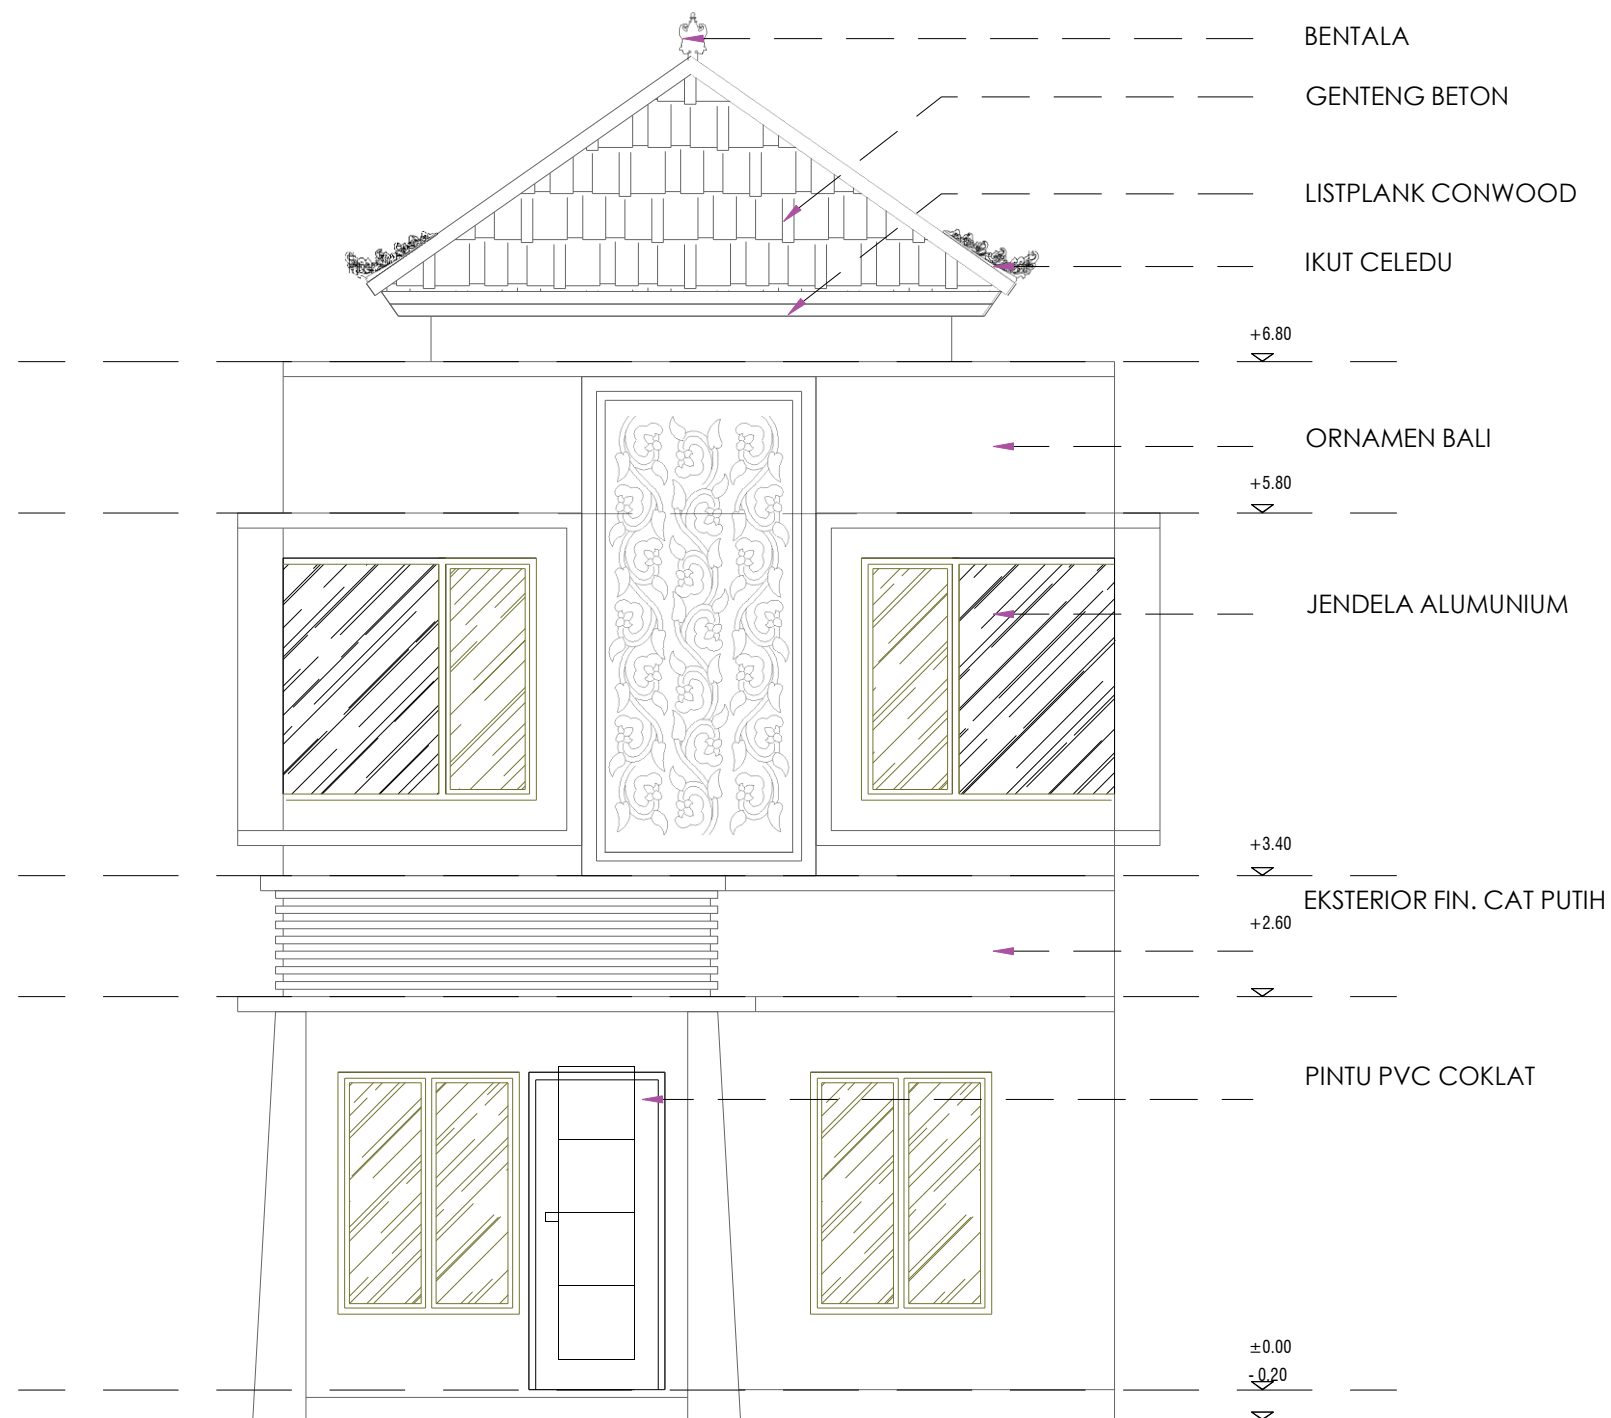 BENTALA
GENTENG BETON
LISTPLANK CONWOOD
IKUT CELEDU
+6.80
ORNAMEN BALI
+5.80
JENDELA ALUMUNIUM
+3.40
EKSTERIOR FIN. CAT PUTIH
+2.60
PINTU PVC COKLAT
±0.00
-0.20